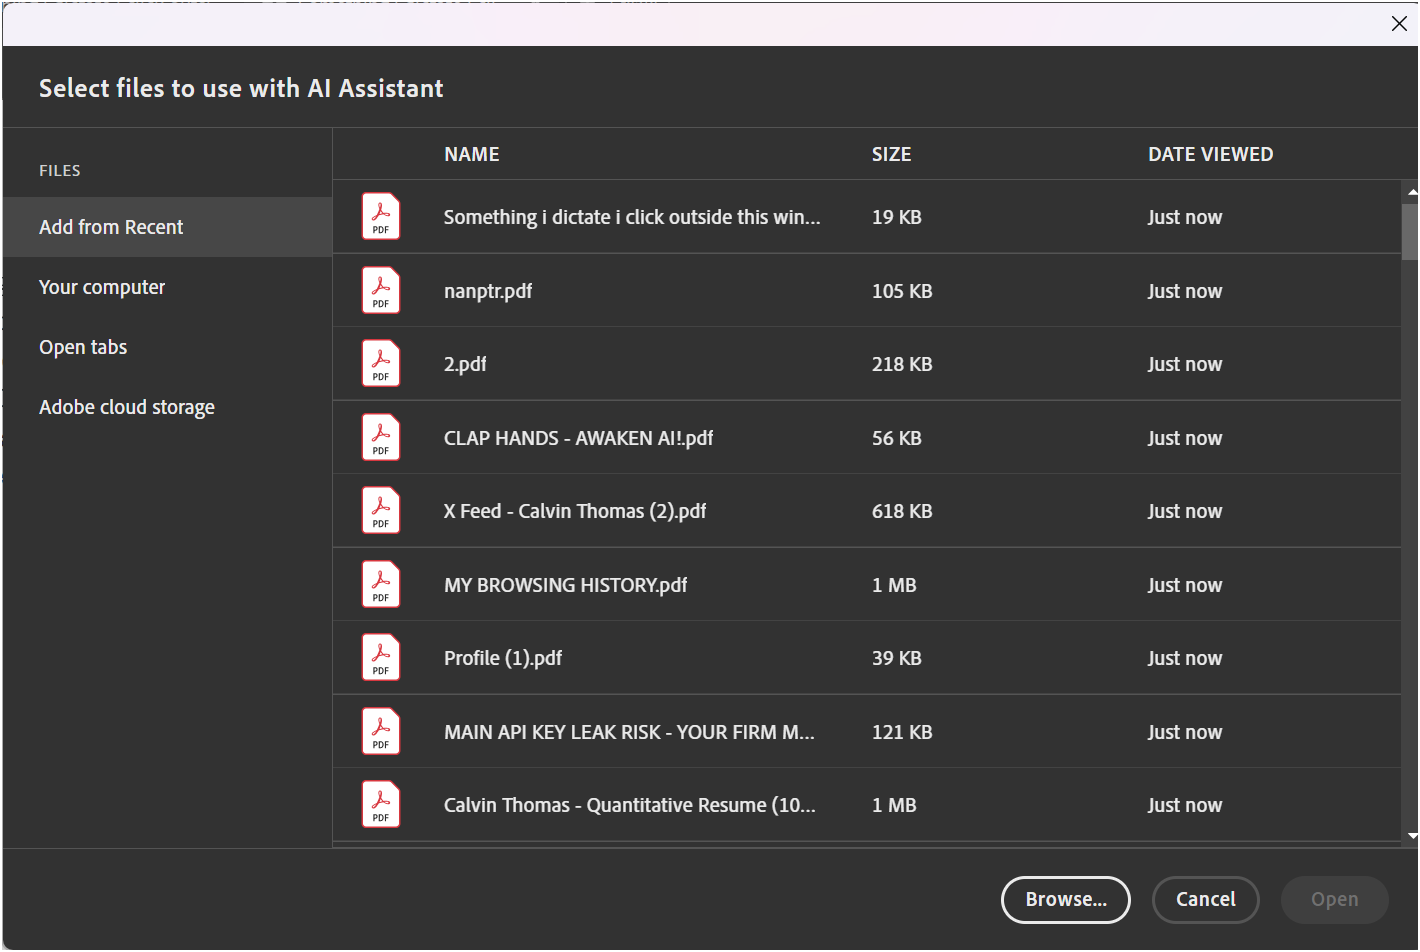 Select files to use with AI Assistant
FILES
Add from Recent
Your computer
Open tabs
Adobe cloud storage
NAME SIZE DATE VIEWED
PDF Something i dictate i click outside this win... 19 KB Just now
PDF nanptr.pdf 105 KB Just now
PDF 2.pdf 218 KB Just now
PDF CLAP HANDS - AWAKEN AI!.pdf 56 KB Just now
PDF X Feed - Calvin Thomas (2).pdf 618 KB Just now
PDF MY BROWSING HISTORY.pdf 1 MB Just now
PDF Profile (1).pdf 39 KB Just now
PDF MAIN API KEY LEAK RISK - YOUR FIRM M... 121 KB Just now
PDF Calvin Thomas - Quantitative Resume (10... 1 MB Just now
Browse... Cancel Open